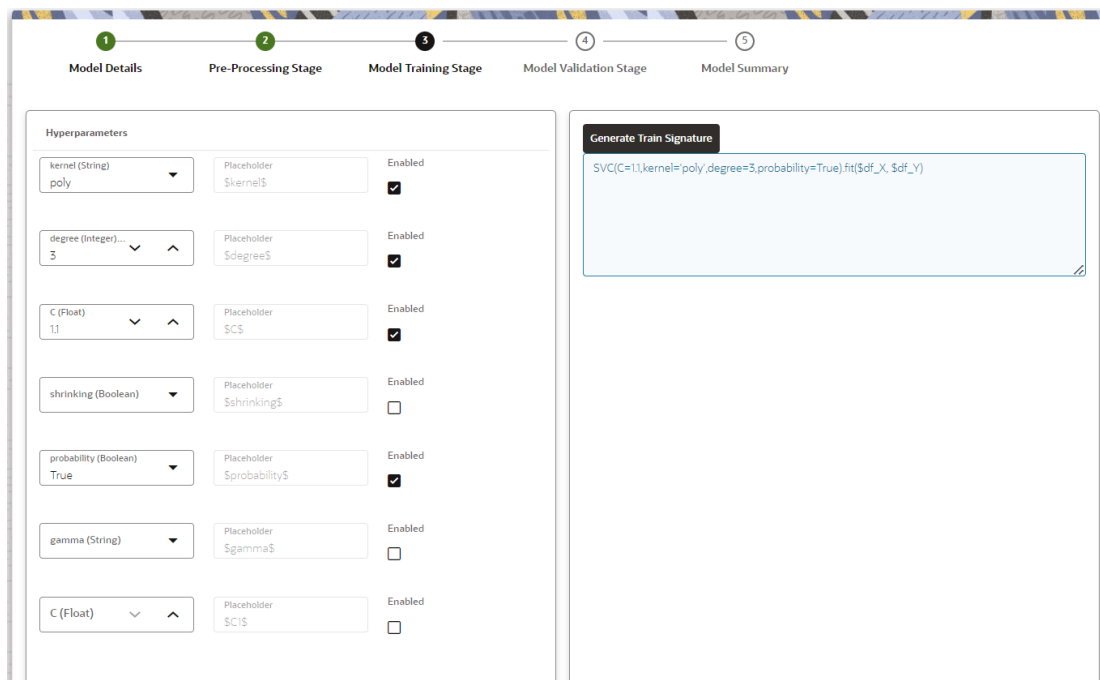 1
2
3
4
5
Model Details
Pre-Processing Stage
Model Training Stage
Model Validation Stage
Model Summary
Hyperparameters
kernel (String)
poly
Placeholder
$kernel$
Enabled
degree (Integer)...
3
Placeholder
$degree$
Enabled
C (Float)
1.1
Placeholder
$C$
Enabled
shrinking (Boolean)
Placeholder
$shrinking$
Enabled
probability (Boolean)
True
Placeholder
$probability$
Enabled
gamma (String)
Placeholder
$gamma$
Enabled
C (Float)
Placeholder
$C1$
Enabled
Generate Train Signature
SVC(C=1.1,kernel='poly',degree=3,probability=True).fit($df_X, $df_Y)